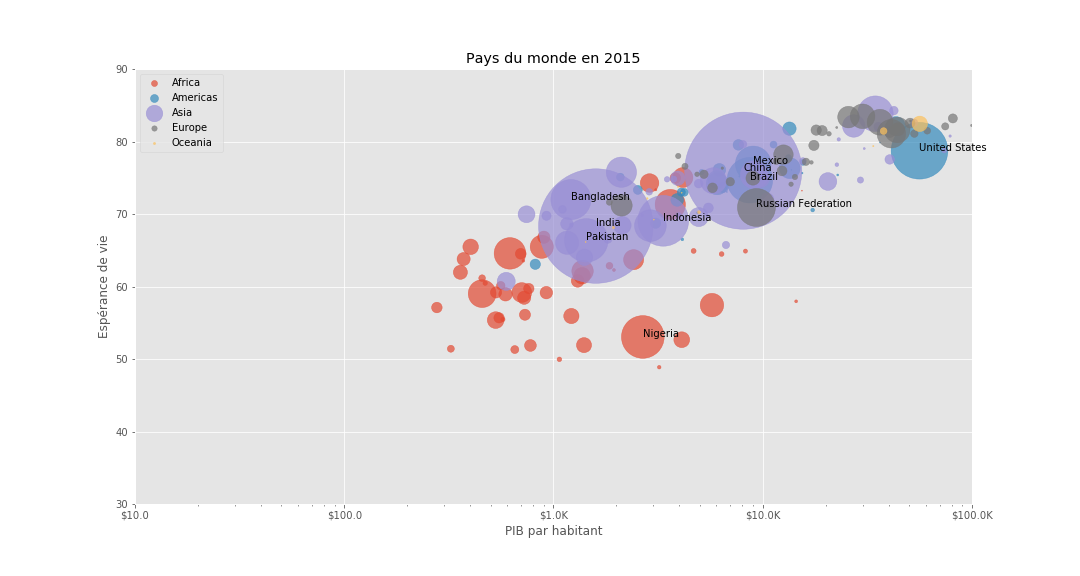 Pays du monde en 2015
Africa
Americas
Asia
Europe
Oceania
90
80
70
60
50
40
30
Espérance de vie
United States
Mexico
China
Brazil
Bangladesh
Russian Federation
India
Indonesia
Pakistan
Nigeria
$10.0
$100.0
$1.0K
$10.0K
$100.0K
PIB par habitant